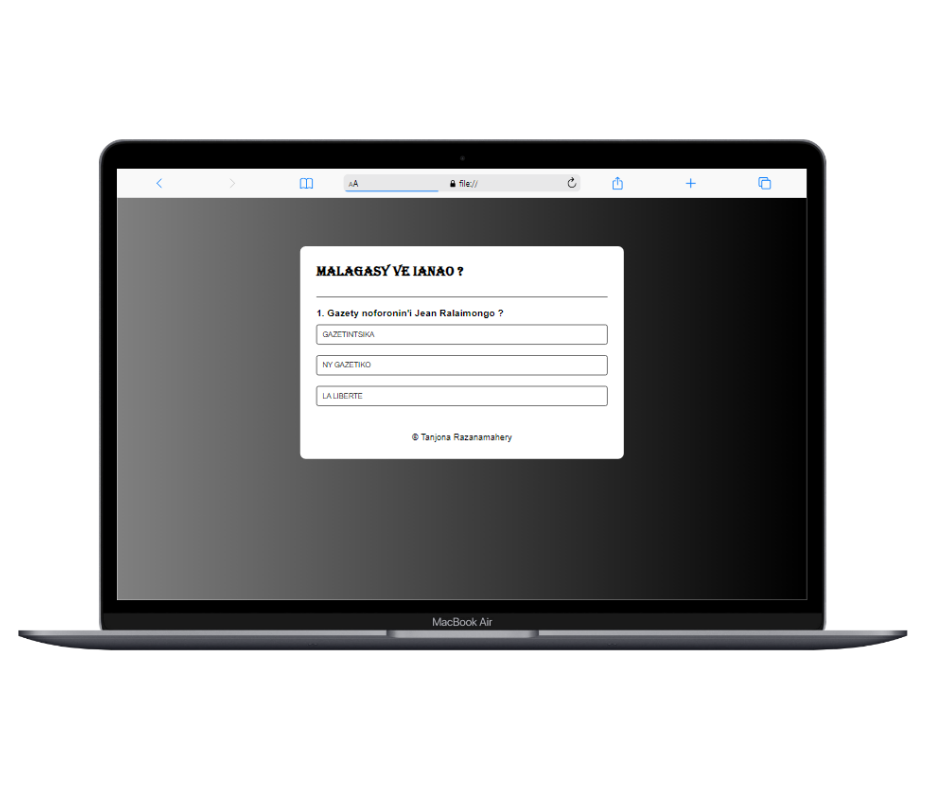 AA file://
MALAGASY VE IANAO ?
1. Gazety noforonin'i Jean Ralaimongo ?
GAZETINTSIKA
NY GAZETIKO
LA LIBERTE
© Tanjona Razanamahery
MacBook Air